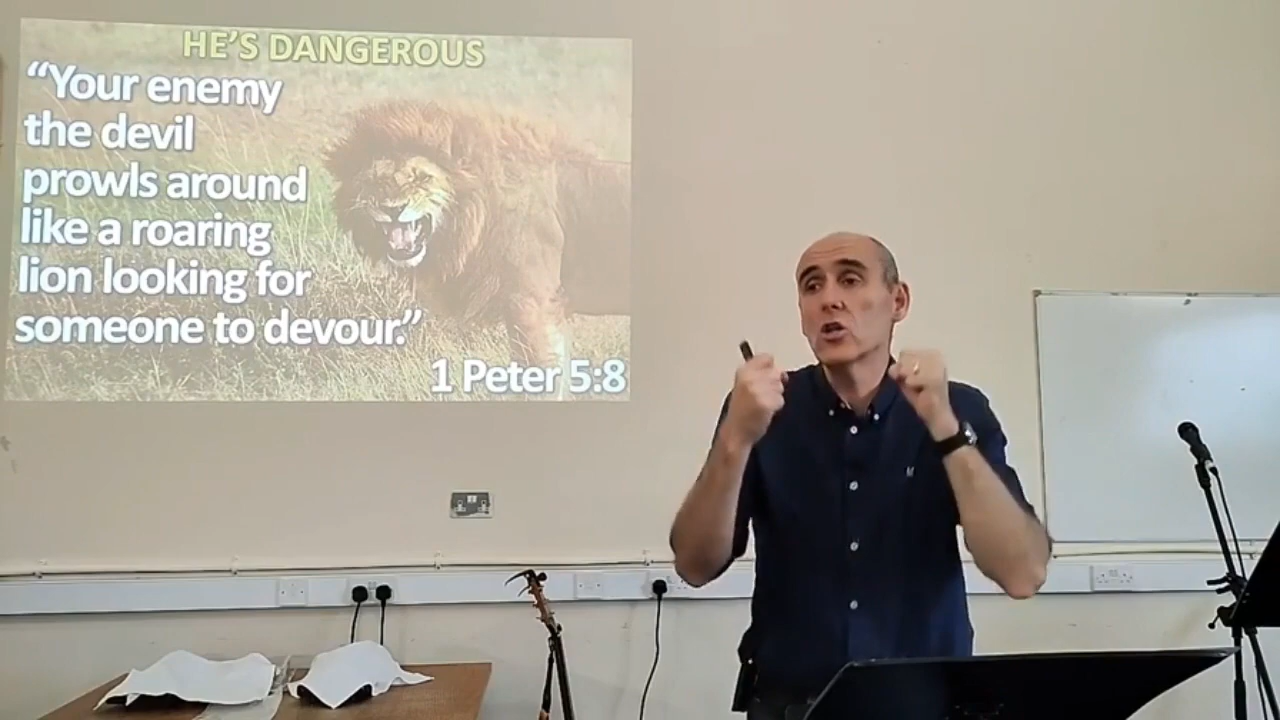 HE'S DANGEROUS
“Your enemy
the devil
prowls around
like a roaring
lion looking for
someone to devour.”
1 Peter 5:8